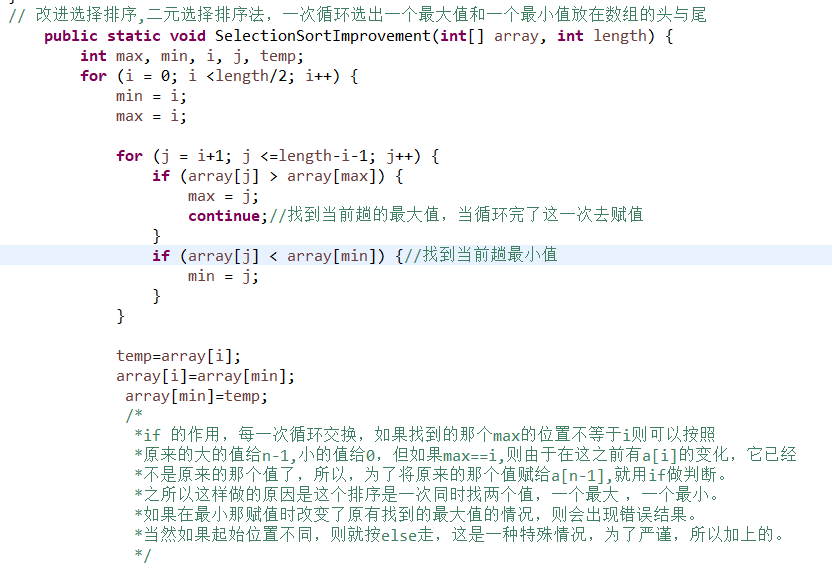 // 改进选择排序,二元选择排序法，一次循环选出一个最大值和一个最小值放在数组的头与尾
public static void SelectionSortImprovement(int[] array, int length) {
int max, min, i, j, temp;
for (i = 0; i <length/2; i++) {
min = i;
max = i;
for (j = i+1; j <=length-i-1; j++) {
if (array[j] > array[max]) {
max = j;
continue;//找到当前趟的最大值，当循环完了这一次去赋值
}
if (array[j] < array[min]) {//找到当前趟最小值
min = j;
}
}
temp=array[i];
array[i]=array[min];
array[min]=temp;
/*
*if 的作用，每一次循环交换，如果找到的那个max的位置不等于i则可以按照
*原来的大的值给n-1,小的值给0，但如果max==i,则由于在这之前有a[i]的变化，它已经
*不是原来的那个值了，所以，为了将原来的那个值赋给a[n-1],就用if做判断。
*之所以这样做的原因是这个排序是一次同时找两个值，一个最大 ，一个最小。
*如果在最小那赋值时改变了原有找到的最大值的情况，则会出现错误结果。
*当然如果起始位置不同，则就按else走，这是一种特殊情况，为了严谨，所以加上的。
*/